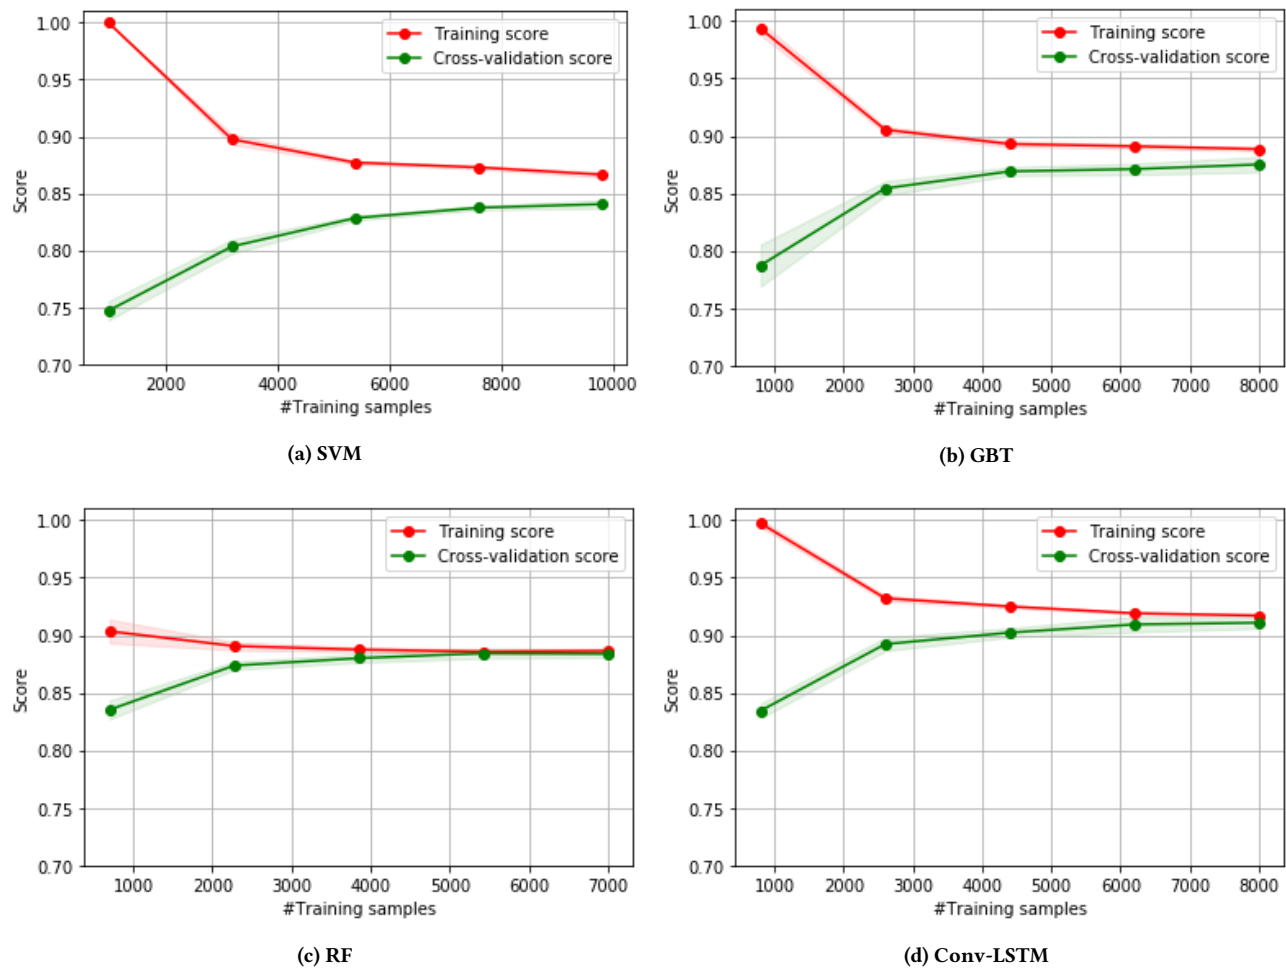 1.00
0.95
0.90
0.85
0.80
0.75
0.70
Score
Training score
Cross-validation score
2000 4000 6000 8000 10000
#Training samples
(a) SVM
1.00
0.95
0.90
0.85
0.80
0.75
0.70
Score
Training score
Cross-validation score
1000 2000 3000 4000 5000 6000 7000 8000
#Training samples
(b) GBT
1.00
0.95
0.90
0.85
0.80
0.75
0.70
Score
Training score
Cross-validation score
1000 2000 3000 4000 5000 6000 7000
#Training samples
(c) RF
1.00
0.95
0.90
0.85
0.80
0.75
0.70
Score
Training score
Cross-validation score
1000 2000 3000 4000 5000 6000 7000 8000
#Training samples
(d) Conv-LSTM